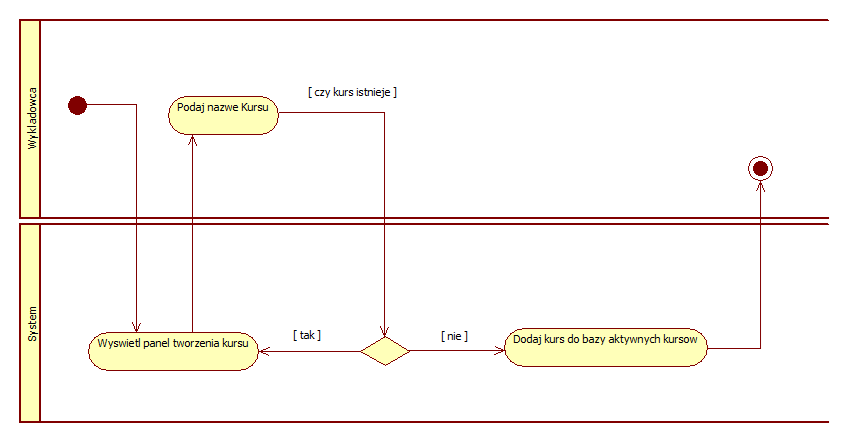 Wykladowca
Podaj nazwe Kursu
[ czy kurs istnieje ]
System
Wyswietl panel tworzenia kursu
[ tak ]
[ nie ]
Dodaj kurs do bazy aktywnych kursow